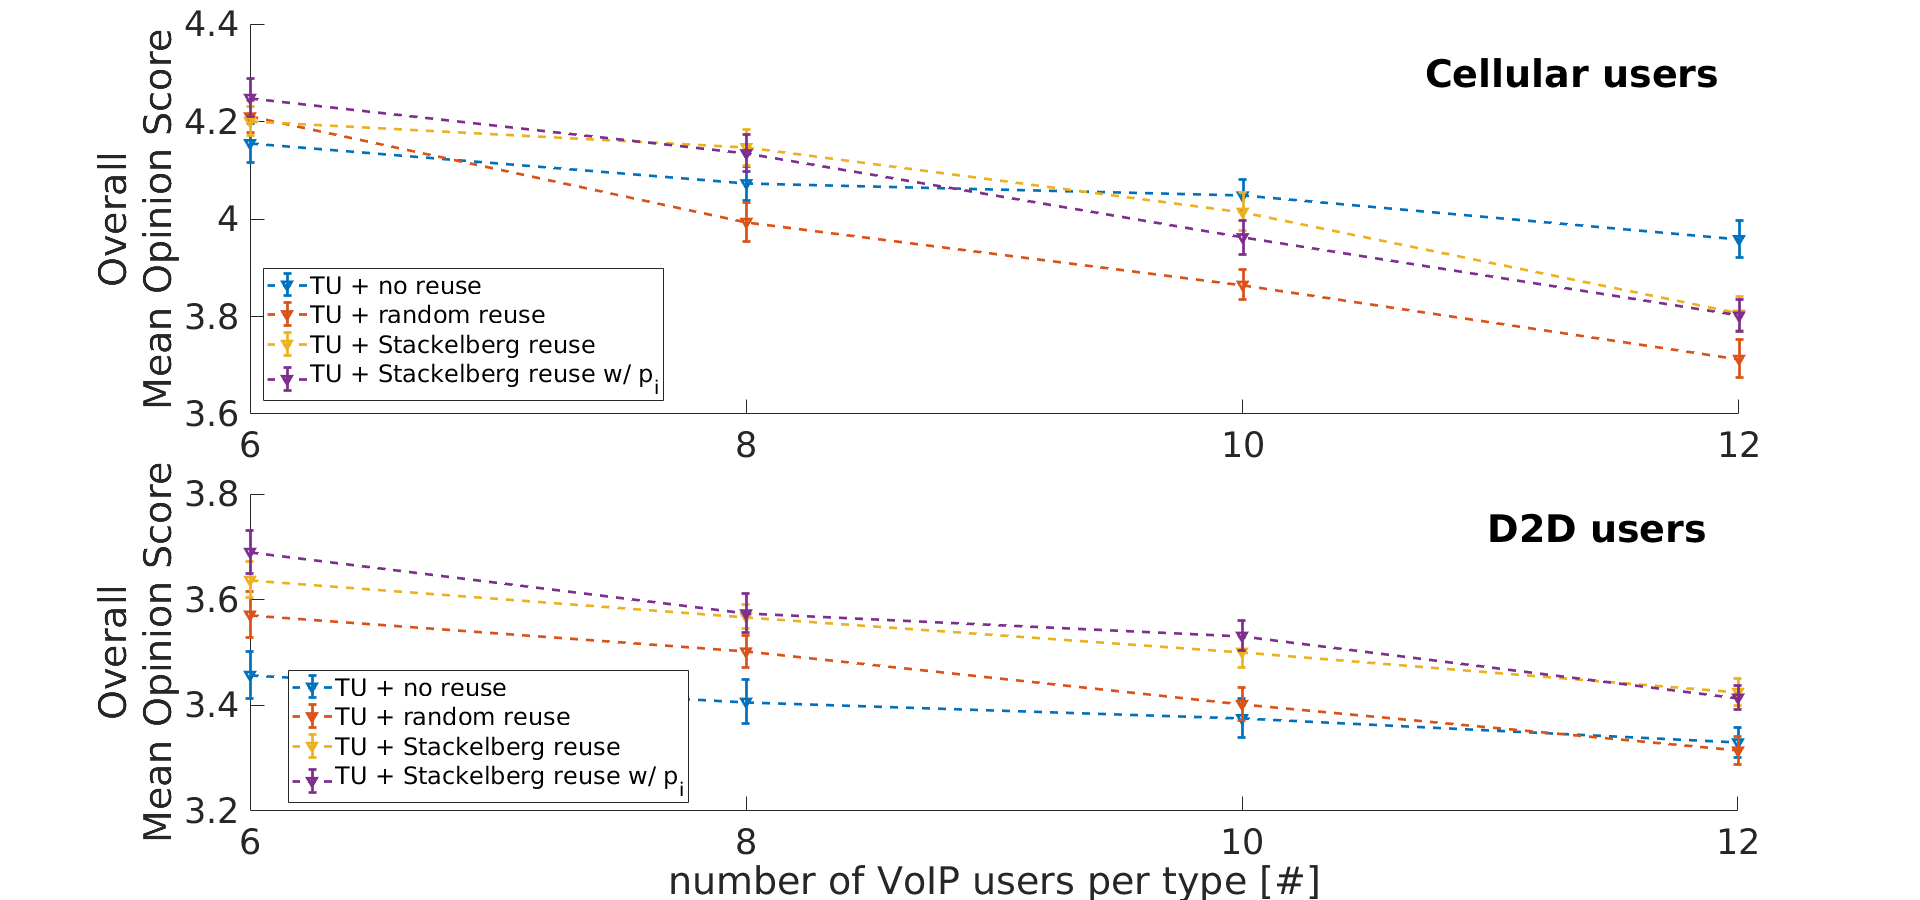 Cellular users
Overall
Mean Opinion Score
4.4
4.2
4
3.8
3.6
TU + no reuse
TU + random reuse
TU + Stackelberg reuse
TU + Stackelberg reuse w/ pi
6 8 10 12
D2D users
Overall
Mean Opinion Score
3.8
3.6
3.4
3.2
TU + no reuse
TU + random reuse
TU + Stackelberg reuse
TU + Stackelberg reuse w/ pi
6 8 10 12
number of VoIP users per type [#]